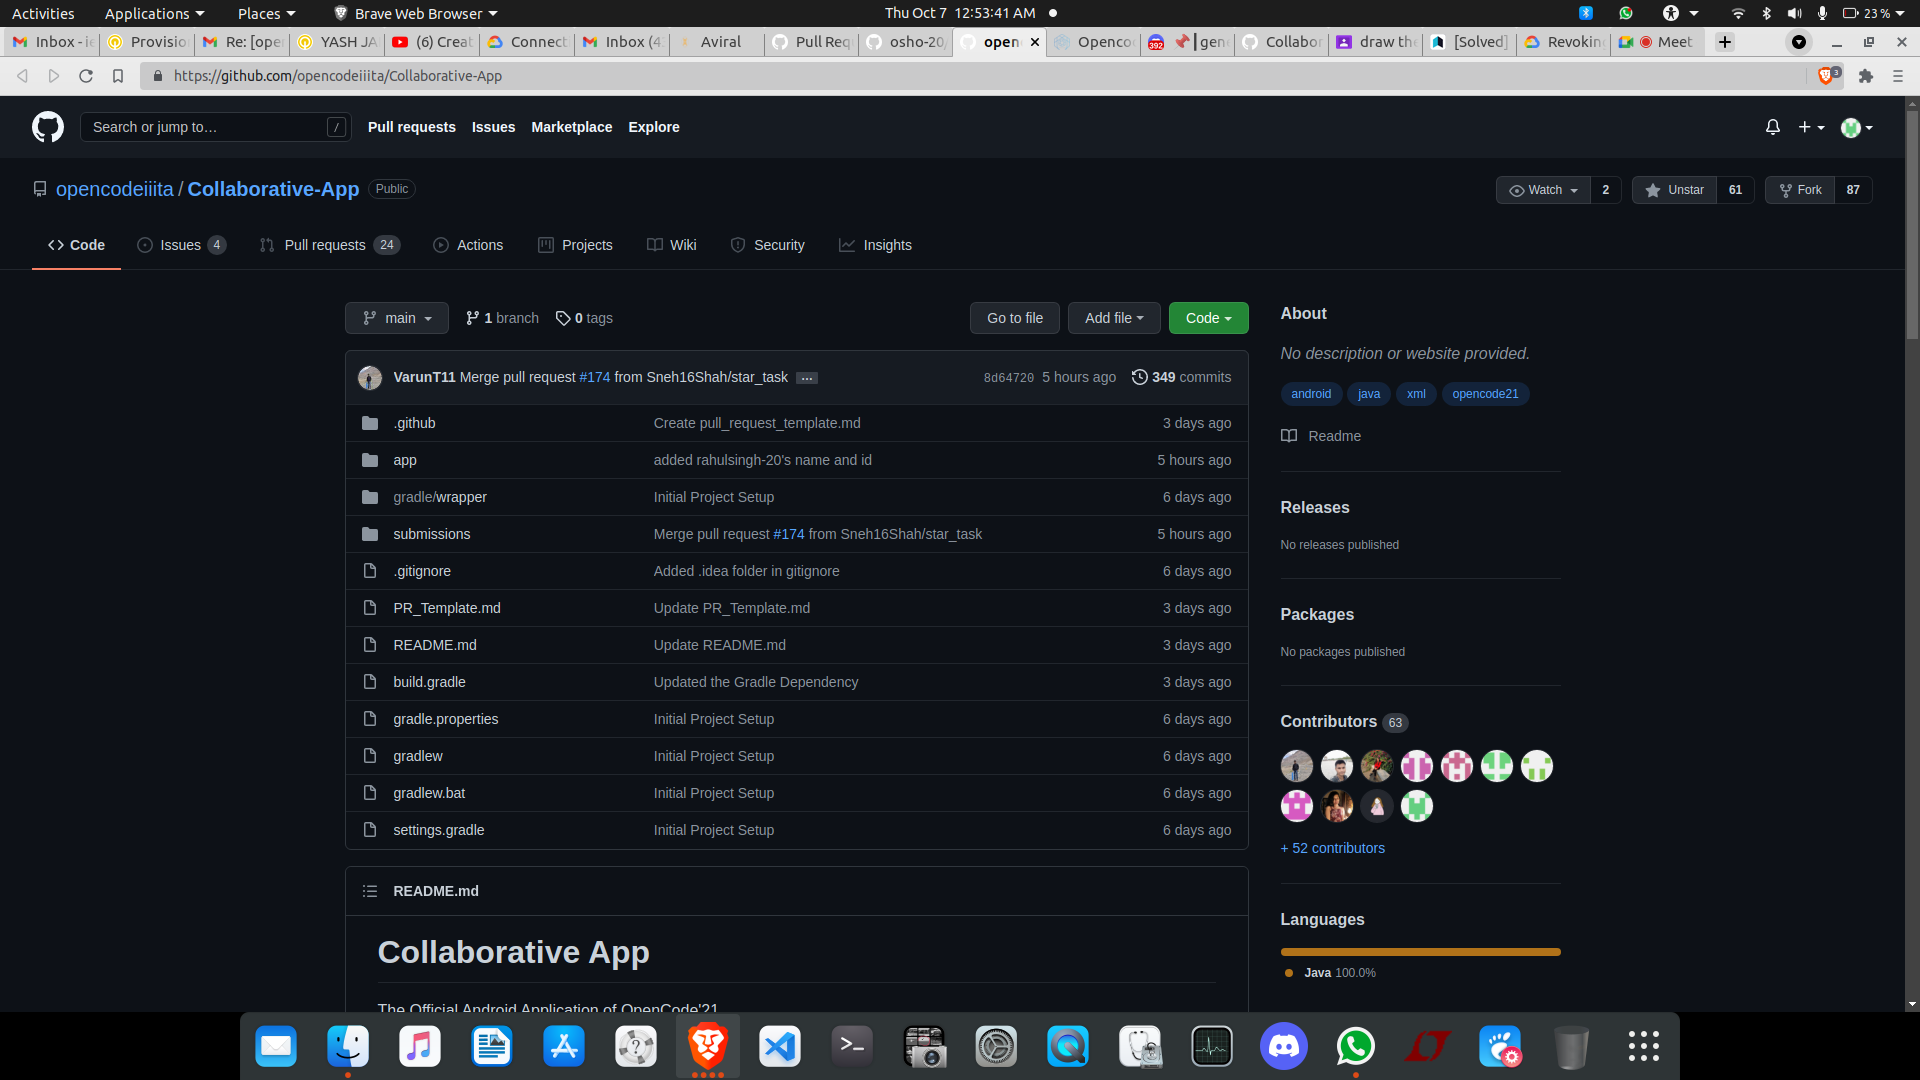 Activities Applications Places Brave Web Browser Thu Oct 7 12:53:41 AM 23 %
Inbox - ie Provision Re: [open YASH JA (6) Creat Connect Inbox (4 Aviral Pull Req osho-20/ openc Openco 392 gen Collabor draw the [Solved] Revoking Meet
https://github.com/opencodeiiita/Collaborative-App 3
Search or jump to… / Pull requests Issues Marketplace Explore
opencodeiiita / Collaborative-App Public Watch 2 Unstar 61 Fork 87
Code Issues 4 Pull requests 24 Actions Projects Wiki Security Insights
main 1 branch 0 tags Go to file Add file Code
VarunT11 Merge pull request #174 from Sneh16Shah/star_task ... 8d64720 5 hours ago 349 commits
.github Create pull_request_template.md 3 days ago
app added rahulsingh-20's name and id 5 hours ago
gradle/wrapper Initial Project Setup 6 days ago
submissions Merge pull request #174 from Sneh16Shah/star_task 5 hours ago
.gitignore Added .idea folder in gitignore 6 days ago
PR_Template.md Update PR_Template.md 3 days ago
README.md Update README.md 3 days ago
build.gradle Updated the Gradle Dependency 3 days ago
gradle.properties Initial Project Setup 6 days ago
gradlew Initial Project Setup 6 days ago
gradlew.bat Initial Project Setup 6 days ago
settings.gradle Initial Project Setup 6 days ago
README.md
Collaborative App
The Official Android Application of OpenCode'21
About
No description or website provided.
android java xml opencode21
Readme
Releases
No releases published
Packages
No packages published
Contributors 63
+ 52 contributors
Languages
Java 100.0%